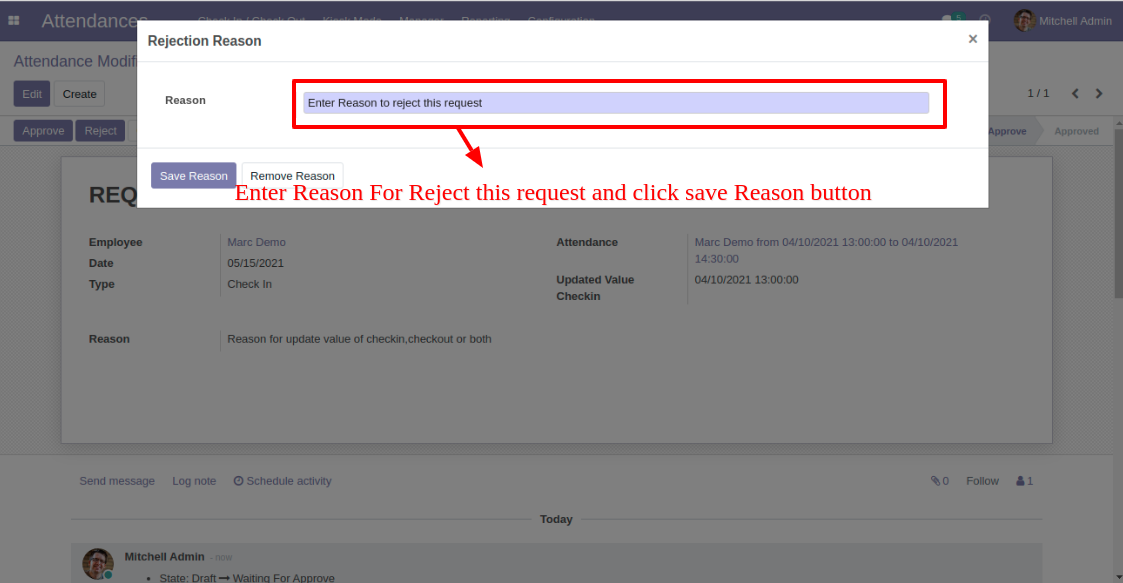 Attendances Check In / Check Out Kiosk Mode Manager Reporting Configuration 5 Mitchell Admin
Rejection Reason ×
Attendance Modif
Edit Create
1 / 1
Reason Enter Reason to reject this request
Approve Reject
Approve Approved
Save Reason Remove Reason
Enter Reason For Reject this request and click save Reason button
REQ
Employee Marc Demo
Date 05/15/2021
Type Check In
Attendance Marc Demo from 04/10/2021 13:00:00 to 04/10/2021
14:30:00
Updated Value 04/10/2021 13:00:00
Checkin
Reason Reason for update value of checkin,checkout or both
Send message Log note Schedule activity 0 Follow 1
Today
Mitchell Admin - now
• State: Draft → Waiting For Approve